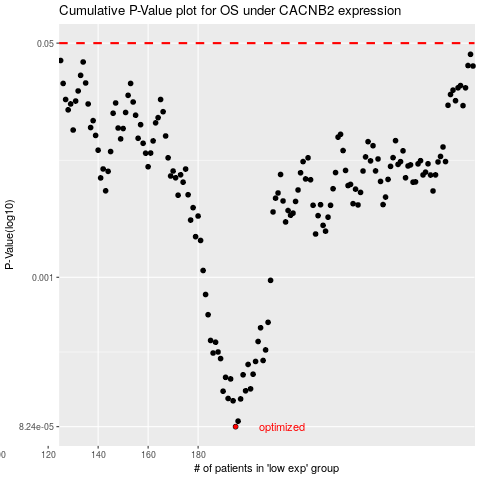 Cumulative P-Value plot for OS under CACNB2 expression
0.05
P-Value(log10)
0.001
8.24e-05
optimized
00 120 140 160 180
# of patients in 'low exp' group